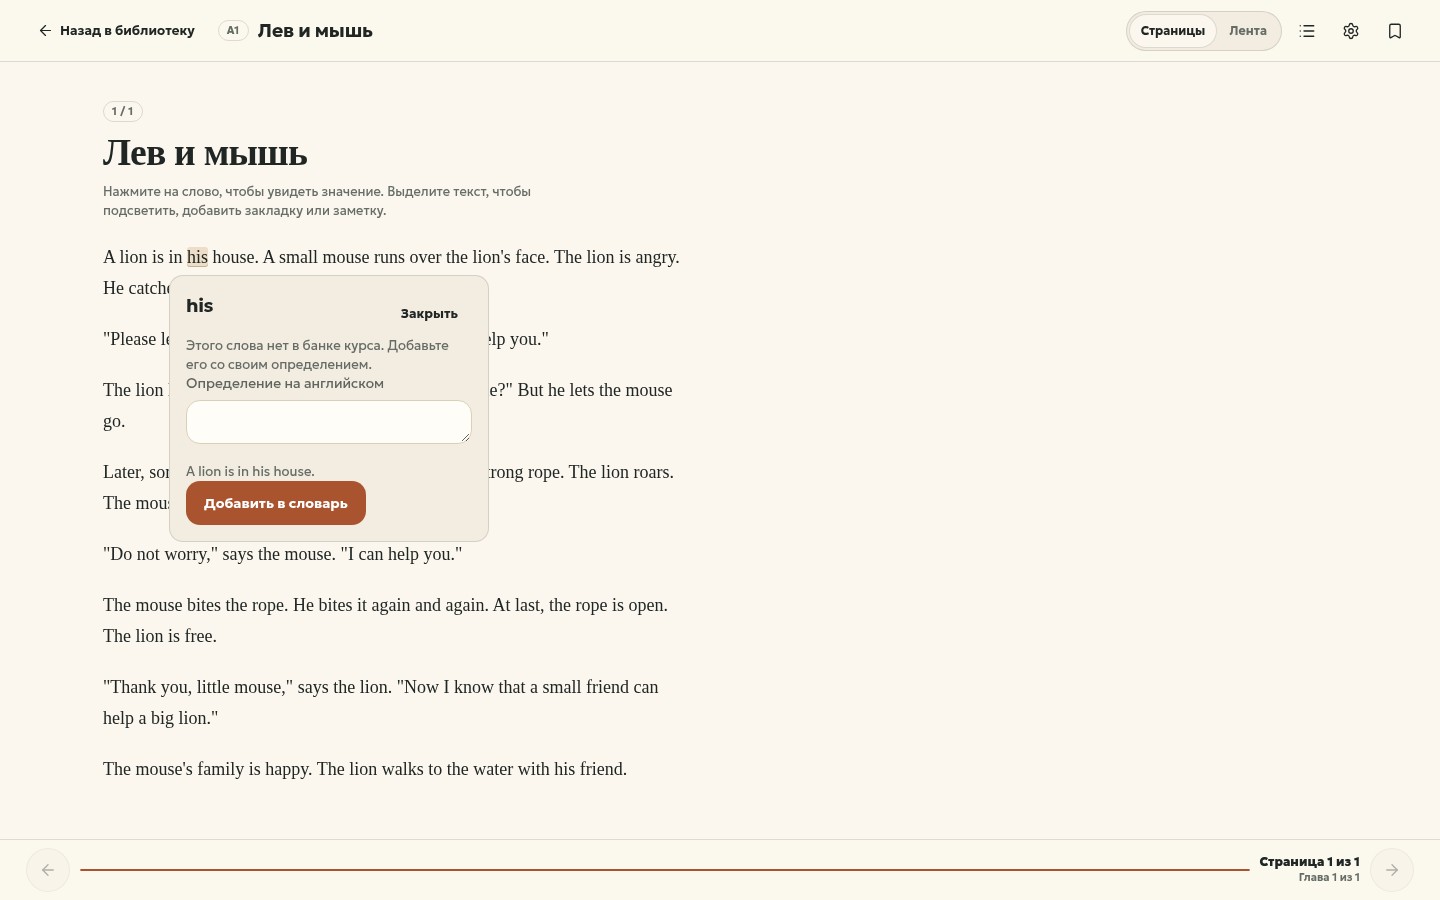 Назад в библиотеку
A1
Лев и мышь
Страницы
Лента
1 / 1
Лев и мышь
Нажмите на слово, чтобы увидеть значение. Выделите текст, чтобы
подсветить, добавить закладку или заметку.
A lion is in his house. A small mouse runs over the lion's face. The lion is angry.
He catche
his
Закрыть
Этого слова нет в банке курса. Добавьте
его со своим определением.
Определение на английском
A lion is in his house.
Добавить в словарь
"Please le elp you."
The lion e?" But he lets the mouse
go.
Later, sor trong rope. The lion roars.
The mous
"Do not worry," says the mouse. "I can help you."
The mouse bites the rope. He bites it again and again. At last, the rope is open.
The lion is free.
"Thank you, little mouse," says the lion. "Now I know that a small friend can
help a big lion."
The mouse's family is happy. The lion walks to the water with his friend.
Страница 1 из 1
Глава 1 из 1